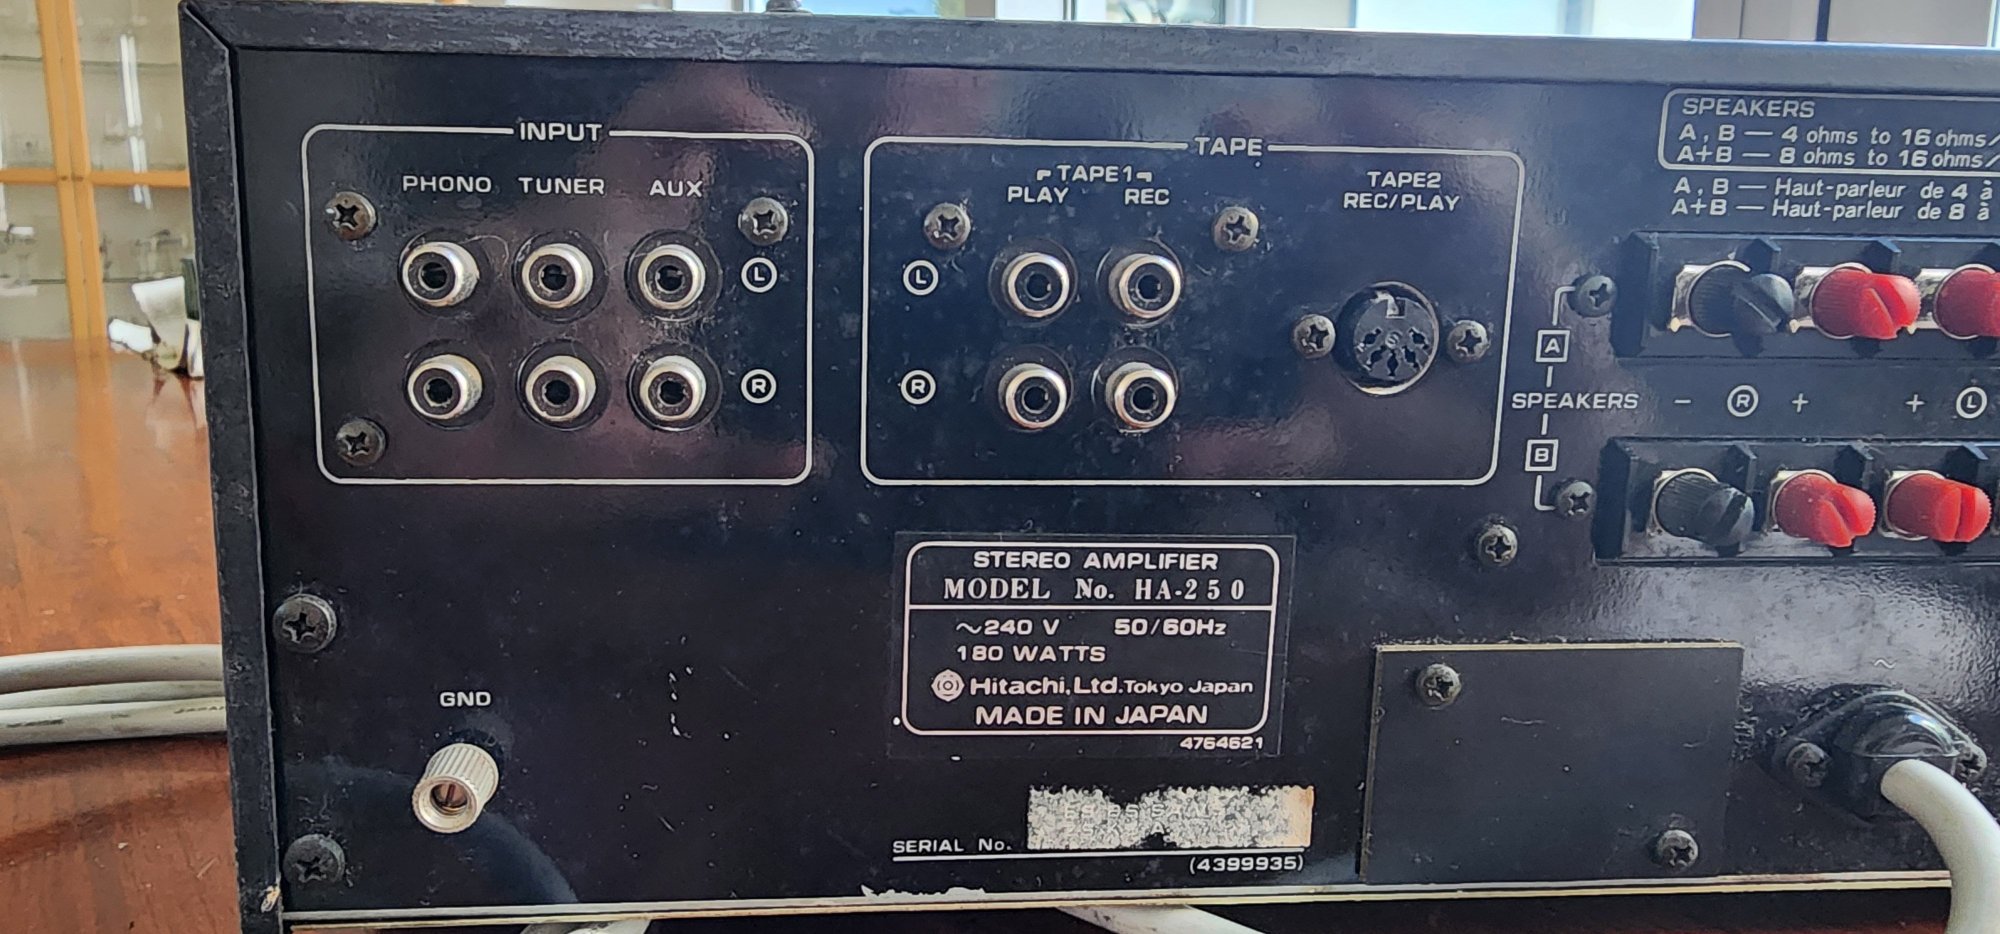 INPUT
PHONO TUNER AUX
L
R
TAPE
TAPE1
PLAY REC
TAPE2
REC/PLAY
L
R
SPEAKERS
A, B — 4 ohms to 16 ohms/
A+B — 8 ohms to 16 ohms/
A, B — Haut-parleur de 4 à
A+B — Haut-parleur de 8 à
A
SPEAKERS - R + + L
B
STEREO AMPLIFIER
MODEL No. HA-250
~240 V 50/60Hz
180 WATTS
Hitachi,Ltd. Tokyo Japan
MADE IN JAPAN
4764621
GND
~
SERIAL No.
(4399935)